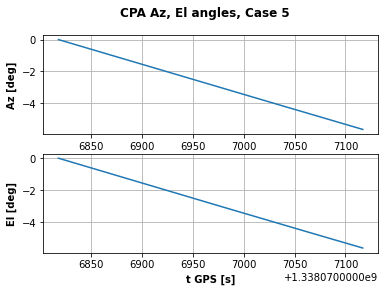 CPA Az, El angles, Case 5
0
−2
−4
Az [deg]
6850 6900 6950 7000 7050 7100
0
−2
−4
El [deg]
6850 6900 6950 7000 7050 7100
t GPS [s]
+1.3380700000e9